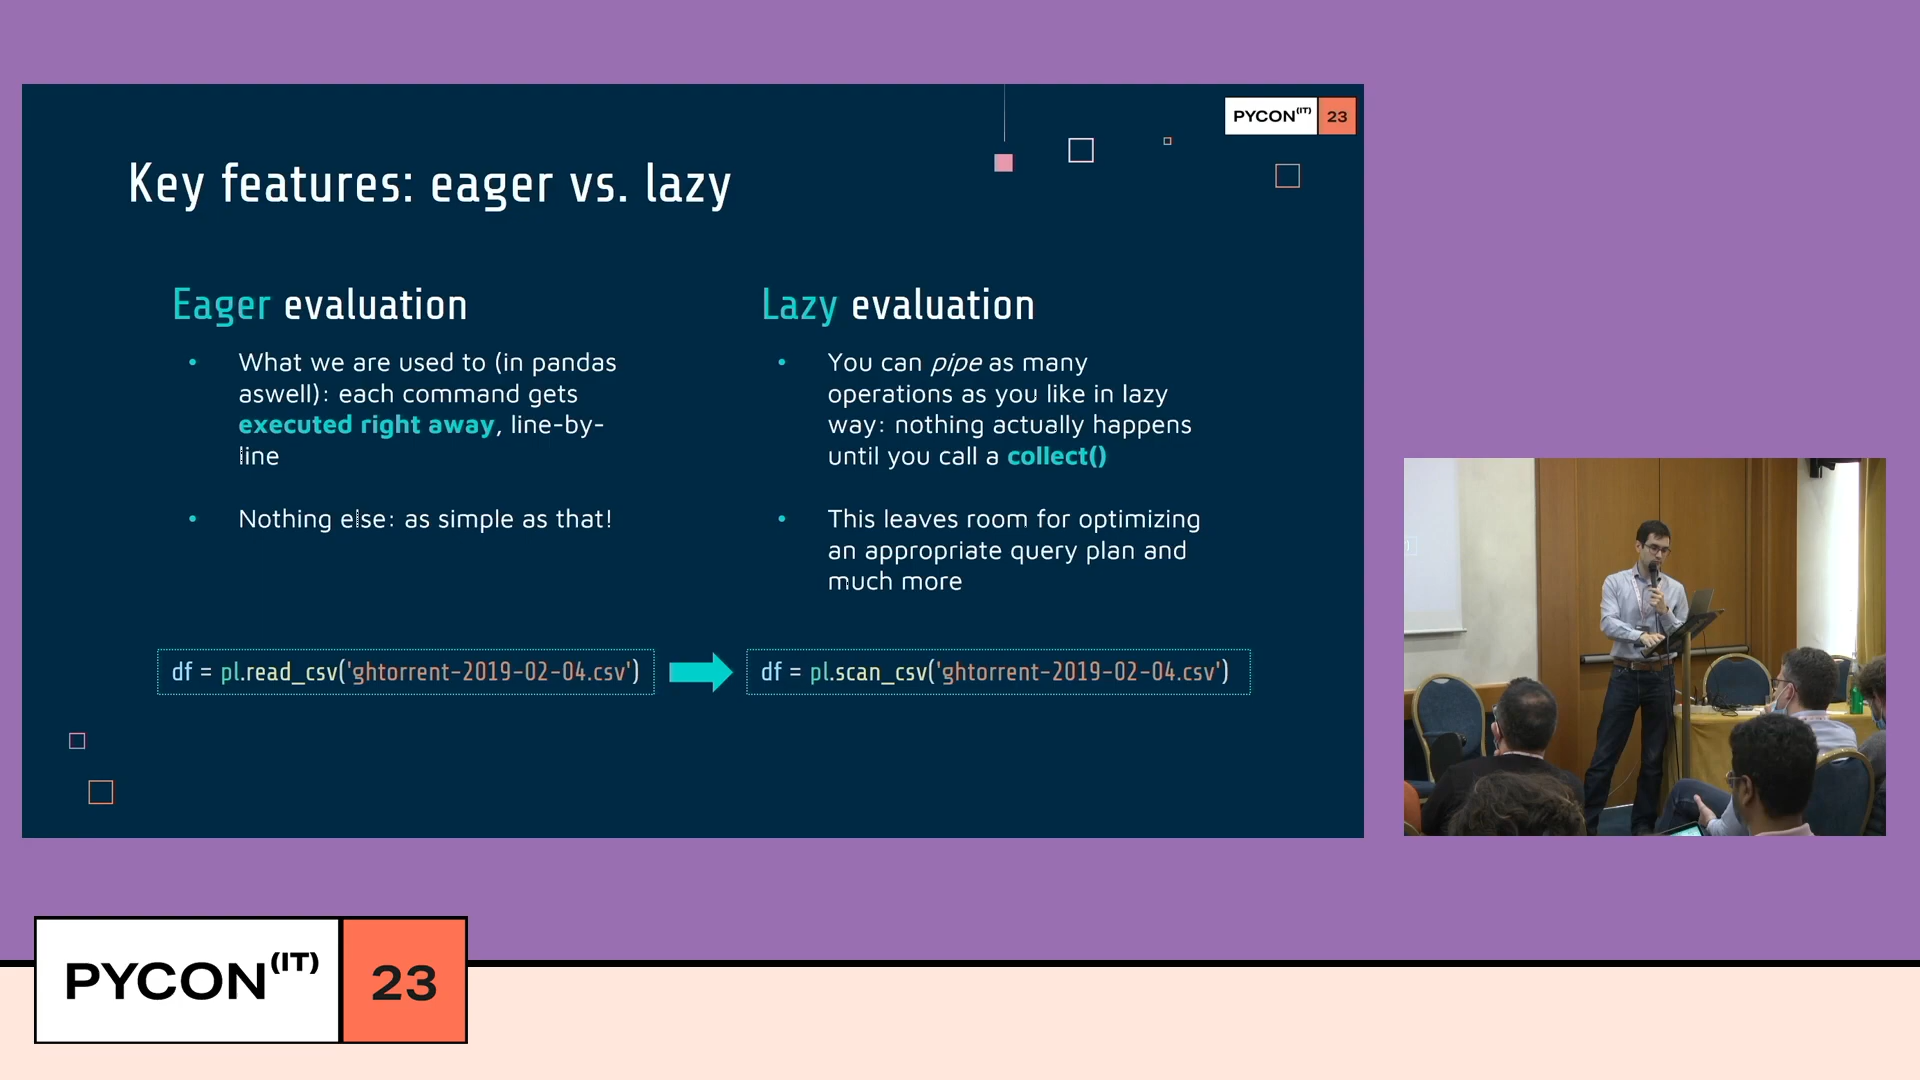 PYCON(IT) 23
Key features: eager vs. lazy
Eager evaluation
• What we are used to (in pandas
aswell): each command gets
executed right away, line-by-
line
• Nothing else: as simple as that!
df = pl.read_csv('ghtorrent-2019-02-04.csv')
Lazy evaluation
• You can pipe as many
operations as you like in lazy
way: nothing actually happens
until you call a collect()
• This leaves room for optimizing
an appropriate query plan and
much more
df = pl.scan_csv('ghtorrent-2019-02-04.csv')
PYCON(IT) 23